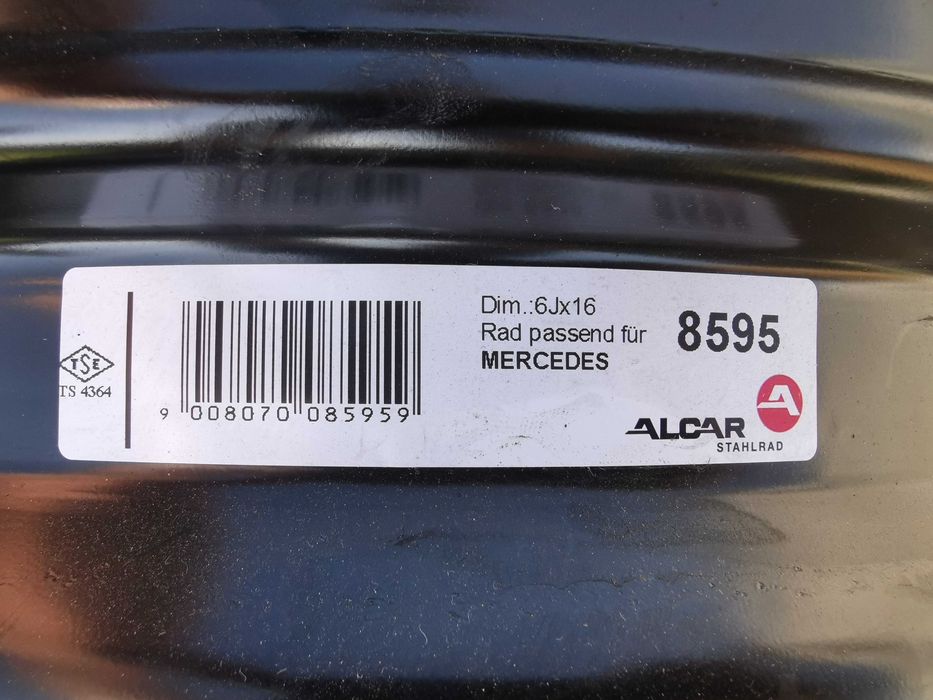 TSE
TS 4364
9 008070 085959
Dim.:6Jx16
Rad passend für
MERCEDES
8595
ALCAR
STAHLRAD